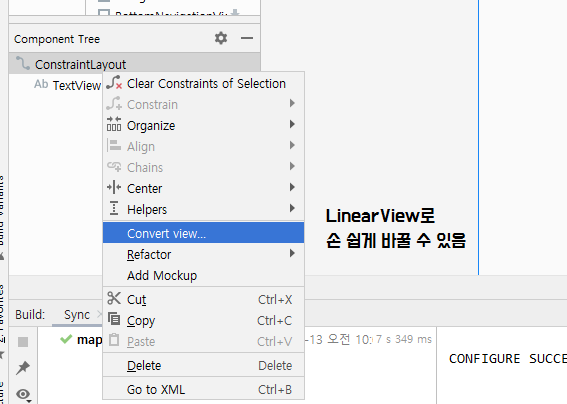 BottomNavigationVi
Component Tree
ConstraintLayout
Ab TextView
Clear Constraints of Selection
Constrain
Organize
Align
Chains
Center
Helpers
Convert view...
Refactor
Add Mockup
Cut Ctrl+X
Copy Ctrl+C
Paste Ctrl+V
Delete Delete
Go to XML Ctrl+B
LinearView로
손 쉽게 바꿀 수 있음
Build: Sync
map
-13 오전 10:
7 s 349 ms
CONFIGURE SUCCE
Build Variants
Favorites